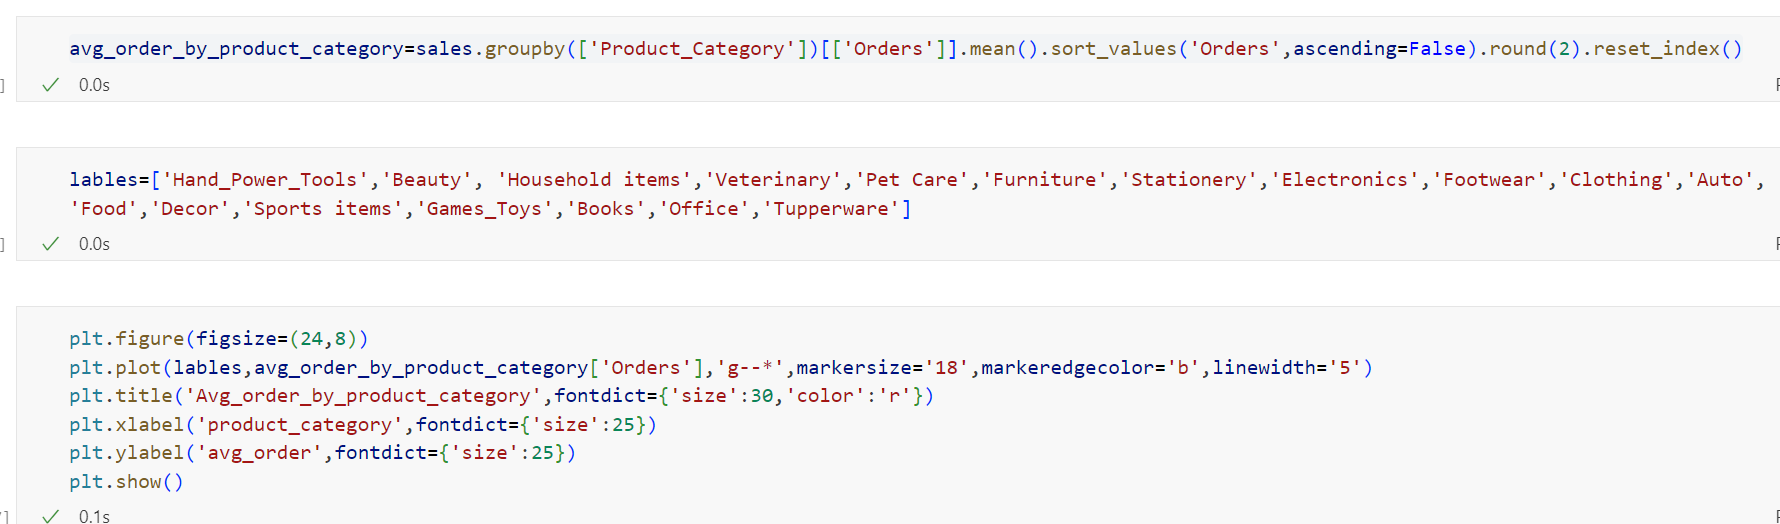 avg_order_by_product_category=sales.groupby(['Product_Category'])[['Orders']].mean().sort_values('Orders',ascending=False).round(2).reset_index()
] ✓ 0.0s
lables=['Hand_Power_Tools','Beauty', 'Household items','Veterinary','Pet Care','Furniture','Stationery','Electronics','Footwear','Clothing','Auto',
'Food','Decor','Sports items','Games_Toys','Books','Office','Tupperware']
] ✓ 0.0s
plt.figure(figsize=(24,8))
plt.plot(lables,avg_order_by_product_category['Orders'],'g--*',markersize='18',markeredgecolor='b',linewidth='5')
plt.title('Avg_order_by_product_category',fontdict={'size':30,'color':'r'})
plt.xlabel('product_category',fontdict={'size':25})
plt.ylabel('avg_order',fontdict={'size':25})
plt.show()
] ✓ 0.1s